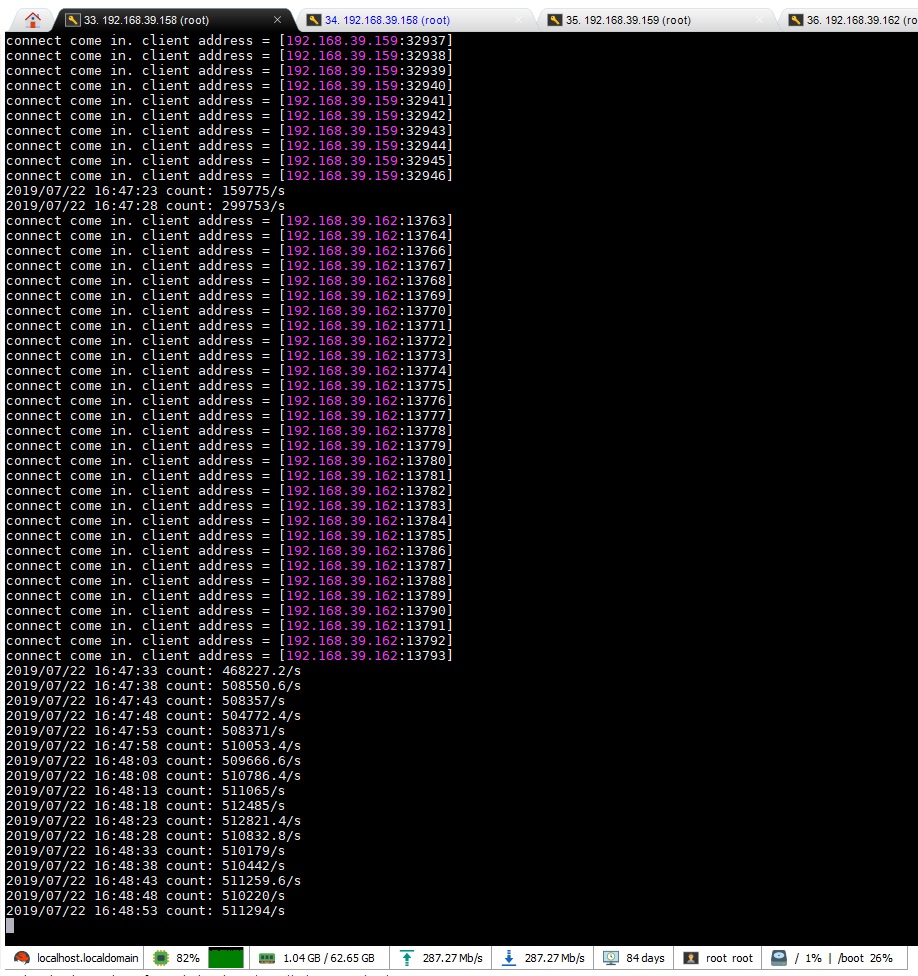 33. 192.168.39.158 (root)
34. 192.168.39.158 (root)
35. 192.168.39.159 (root)
36. 192.168.39.162 (ro
connect come in. client address = [192.168.39.159:32937]
connect come in. client address = [192.168.39.159:32938]
connect come in. client address = [192.168.39.159:32939]
connect come in. client address = [192.168.39.159:32940]
connect come in. client address = [192.168.39.159:32941]
connect come in. client address = [192.168.39.159:32942]
connect come in. client address = [192.168.39.159:32943]
connect come in. client address = [192.168.39.159:32944]
connect come in. client address = [192.168.39.159:32945]
connect come in. client address = [192.168.39.159:32946]
2019/07/22 16:47:23 count: 159775/s
2019/07/22 16:47:28 count: 299753/s
connect come in. client address = [192.168.39.162:13763]
connect come in. client address = [192.168.39.162:13764]
connect come in. client address = [192.168.39.162:13766]
connect come in. client address = [192.168.39.162:13767]
connect come in. client address = [192.168.39.162:13768]
connect come in. client address = [192.168.39.162:13769]
connect come in. client address = [192.168.39.162:13770]
connect come in. client address = [192.168.39.162:13771]
connect come in. client address = [192.168.39.162:13772]
connect come in. client address = [192.168.39.162:13773]
connect come in. client address = [192.168.39.162:13774]
connect come in. client address = [192.168.39.162:13775]
connect come in. client address = [192.168.39.162:13776]
connect come in. client address = [192.168.39.162:13777]
connect come in. client address = [192.168.39.162:13778]
connect come in. client address = [192.168.39.162:13779]
connect come in. client address = [192.168.39.162:13780]
connect come in. client address = [192.168.39.162:13781]
connect come in. client address = [192.168.39.162:13782]
connect come in. client address = [192.168.39.162:13783]
connect come in. client address = [192.168.39.162:13784]
connect come in. client address = [192.168.39.162:13785]
connect come in. client address = [192.168.39.162:13786]
connect come in. client address = [192.168.39.162:13787]
connect come in. client address = [192.168.39.162:13788]
connect come in. client address = [192.168.39.162:13789]
connect come in. client address = [192.168.39.162:13790]
connect come in. client address = [192.168.39.162:13791]
connect come in. client address = [192.168.39.162:13792]
connect come in. client address = [192.168.39.162:13793]
2019/07/22 16:47:33 count: 468227.2/s
2019/07/22 16:47:38 count: 508550.6/s
2019/07/22 16:47:43 count: 508357/s
2019/07/22 16:47:48 count: 504772.4/s
2019/07/22 16:47:53 count: 508371/s
2019/07/22 16:47:58 count: 510053.4/s
2019/07/22 16:48:03 count: 509666.6/s
2019/07/22 16:48:08 count: 510786.4/s
2019/07/22 16:48:13 count: 511065/s
2019/07/22 16:48:18 count: 512485/s
2019/07/22 16:48:23 count: 512821.4/s
2019/07/22 16:48:28 count: 510832.8/s
2019/07/22 16:48:33 count: 510179/s
2019/07/22 16:48:38 count: 510442/s
2019/07/22 16:48:43 count: 511259.6/s
2019/07/22 16:48:48 count: 510220/s
2019/07/22 16:48:53 count: 511294/s
localhost.localdomain 82% 1.04 GB / 62.65 GB 287.27 Mb/s 287.27 Mb/s 84 days root root / 1% | /boot 26%